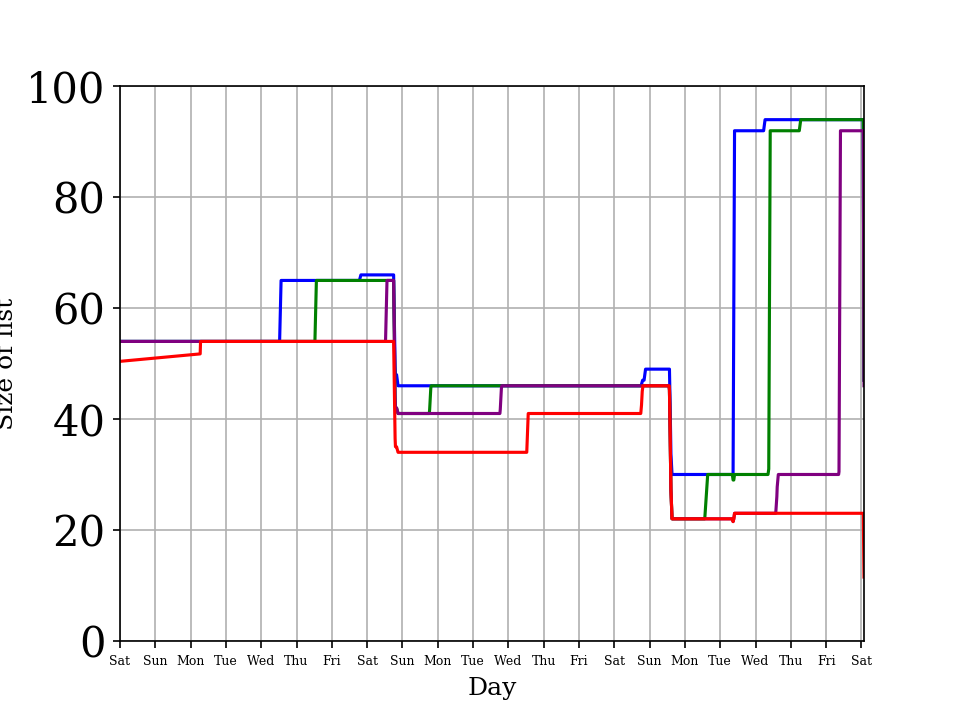 100
80
60
40
20
0
Size of list
Sat Sun Mon Tue Wed Thu Fri Sat Sun Mon Tue Wed Thu Fri Sat Sun Mon Tue Wed Thu Fri Sat
Day